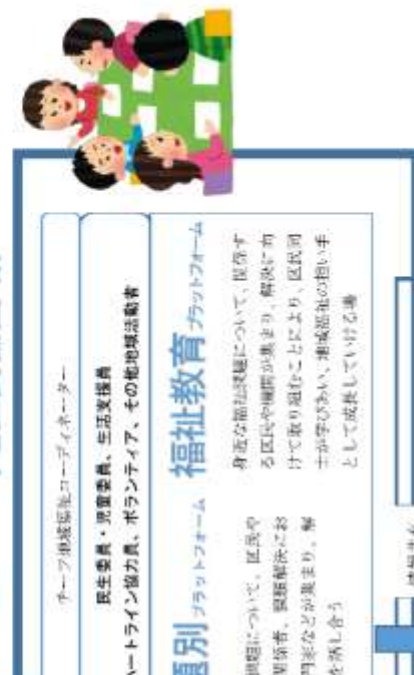 チーフ地域福祉コーディネーター
民生委員・児童委員、生活支援員
ハートライン協力員、ボランティア、その他地域活動者
題別 プラットフォーム
福祉教育 プラットフォーム
課題について、区民や
関係者、課題解決にお
門家などが集まり、解
を話し合う
身近な福祉課題について、関係す
る区民や機関が集まり、解決に向
けて取り組むことにより、区民同
士が学びあい、地域福祉の担い手
として成長していける場